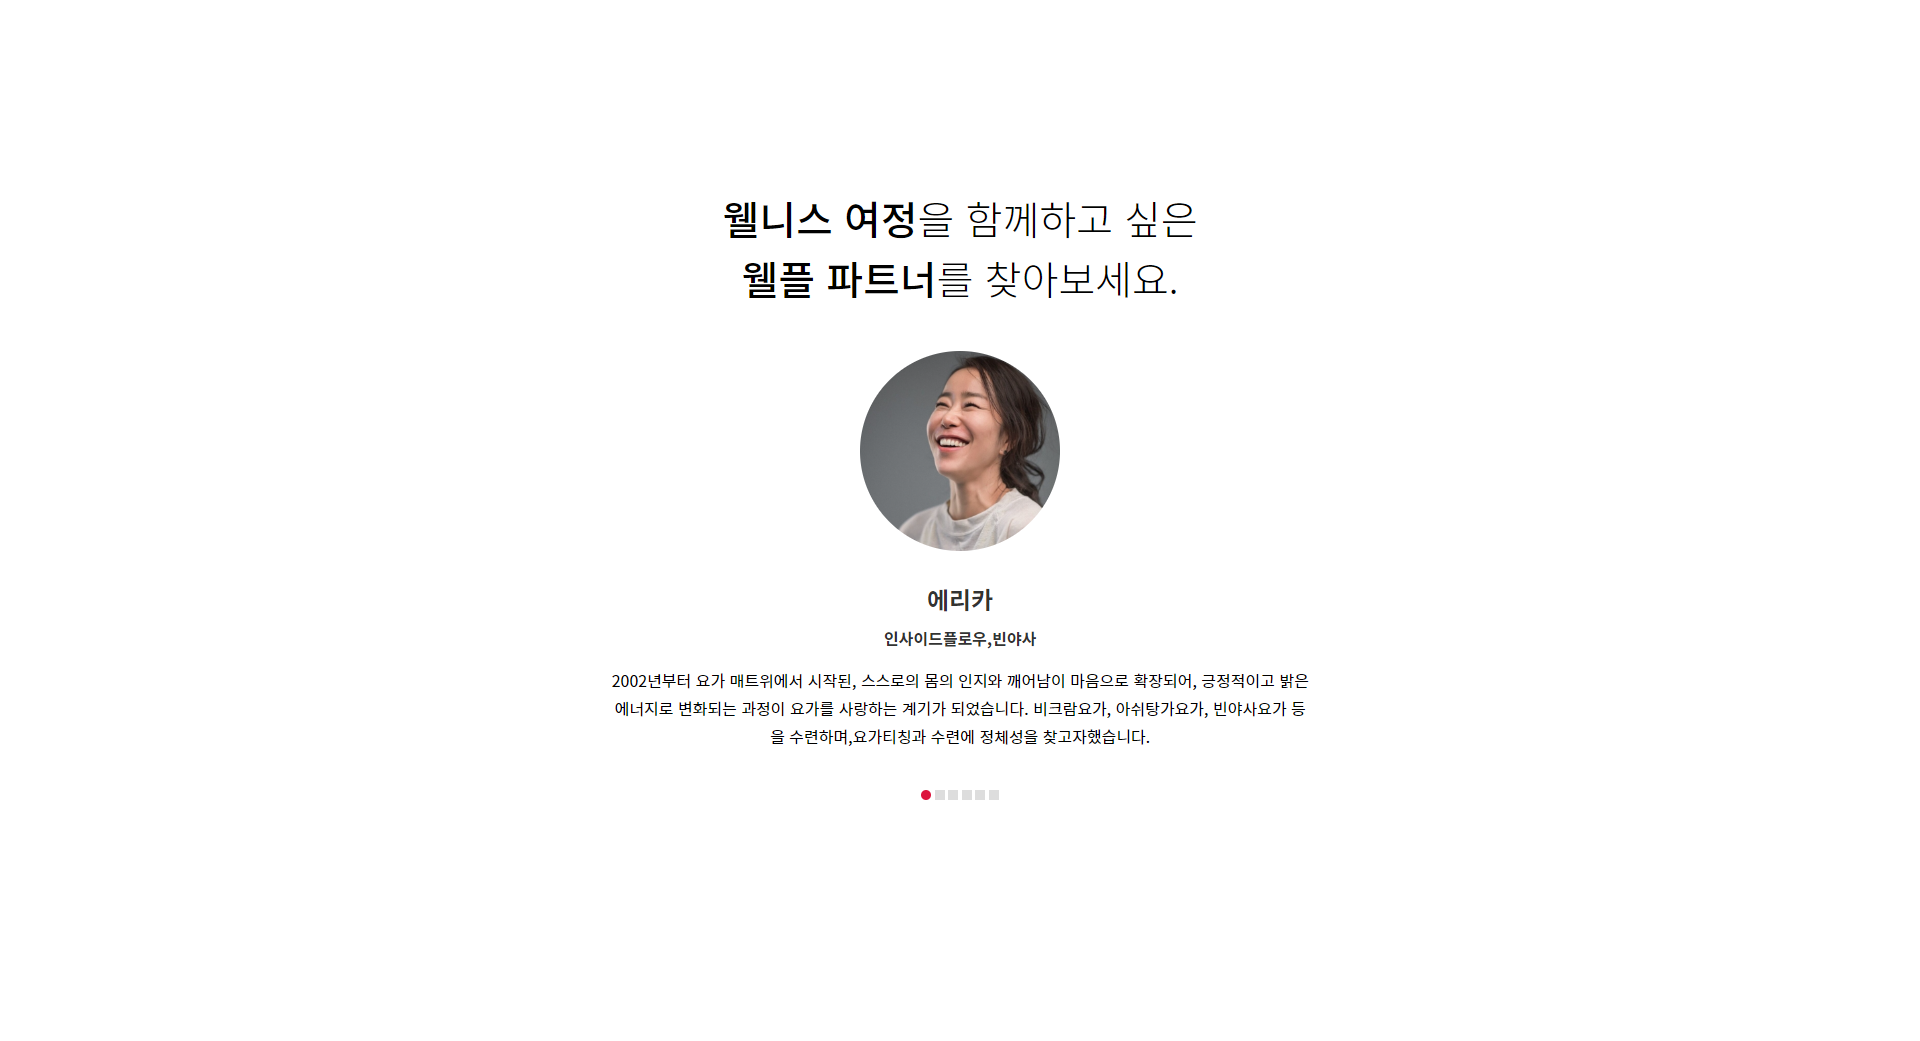 웰니스 여정을 함께하고 싶은
웰플 파트너를 찾아보세요.
에리카
인사이드플로우,빈야사
2002년부터 요가 매트위에서 시작된, 스스로의 몸의 인지와 깨어남이 마음으로 확장되어, 긍정적이고 밝은
에너지로 변화되는 과정이 요가를 사랑하는 계기가 되었습니다. 비크람요가, 아쉬탕가요가, 빈야사요가 등
을 수련하며,요가티칭과 수련에 정체성을 찾고자했습니다.